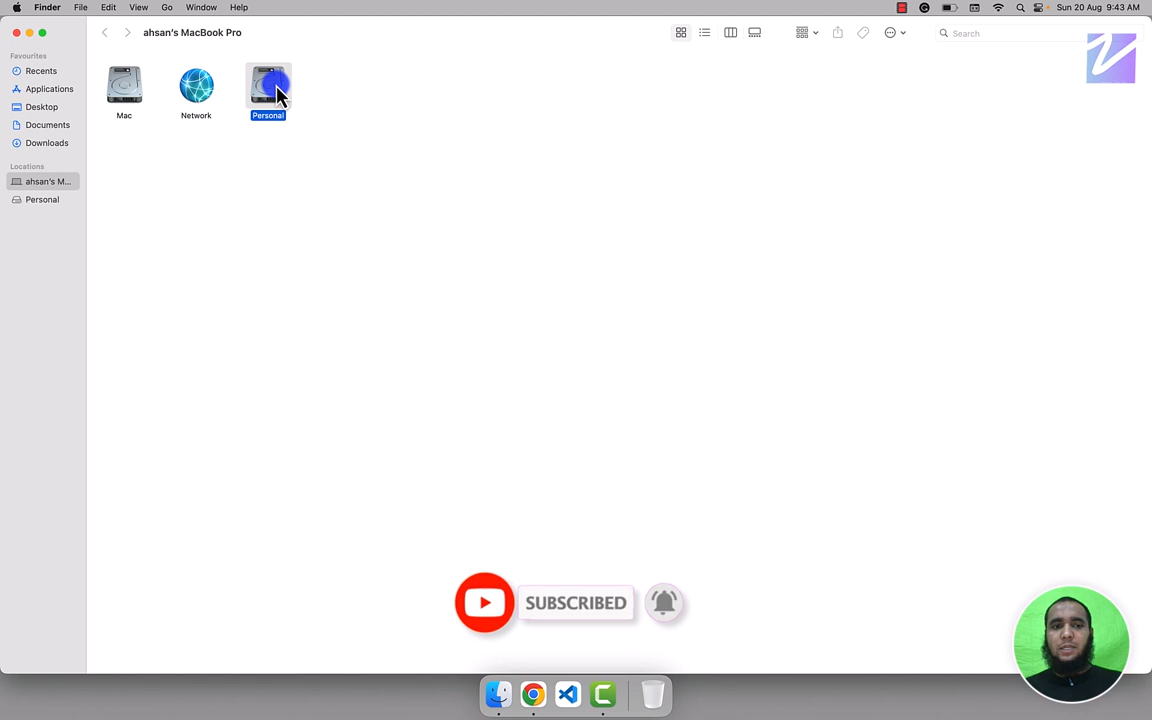 Finder File Edit View Go Window Help Sun 20 Aug 9:43 AM
ahsan's MacBook Pro Search
Favourites
Recents
Applications
Desktop
Documents
Downloads
Locations
ahsan's M...
Personal
Mac Network Personal
SUBSCRIBED